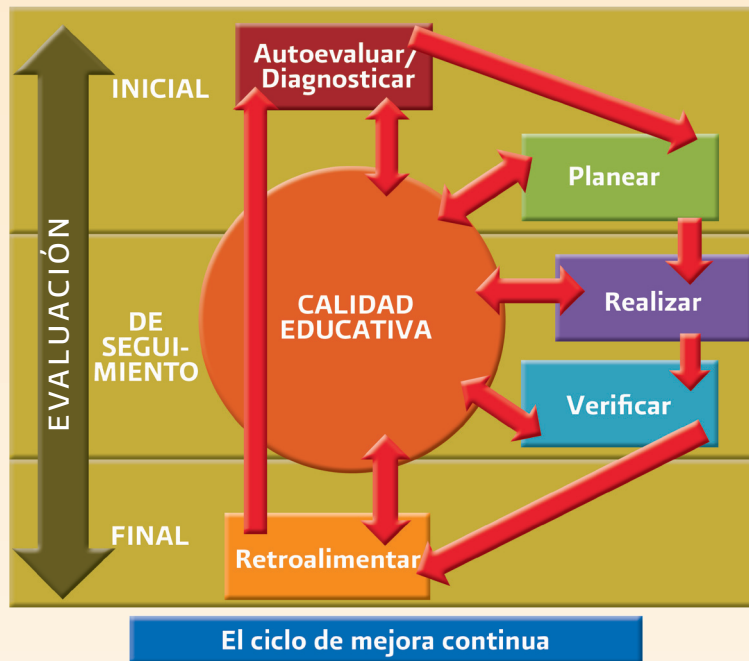 EVALUACIÓN
INICIAL
Autoevaluar/
Diagnosticar
Planear
DE
SEGUI-
MIENTO
CALIDAD
EDUCATIVA
Realizar
Verificar
FINAL
Retroalimentar
El ciclo de mejora continua